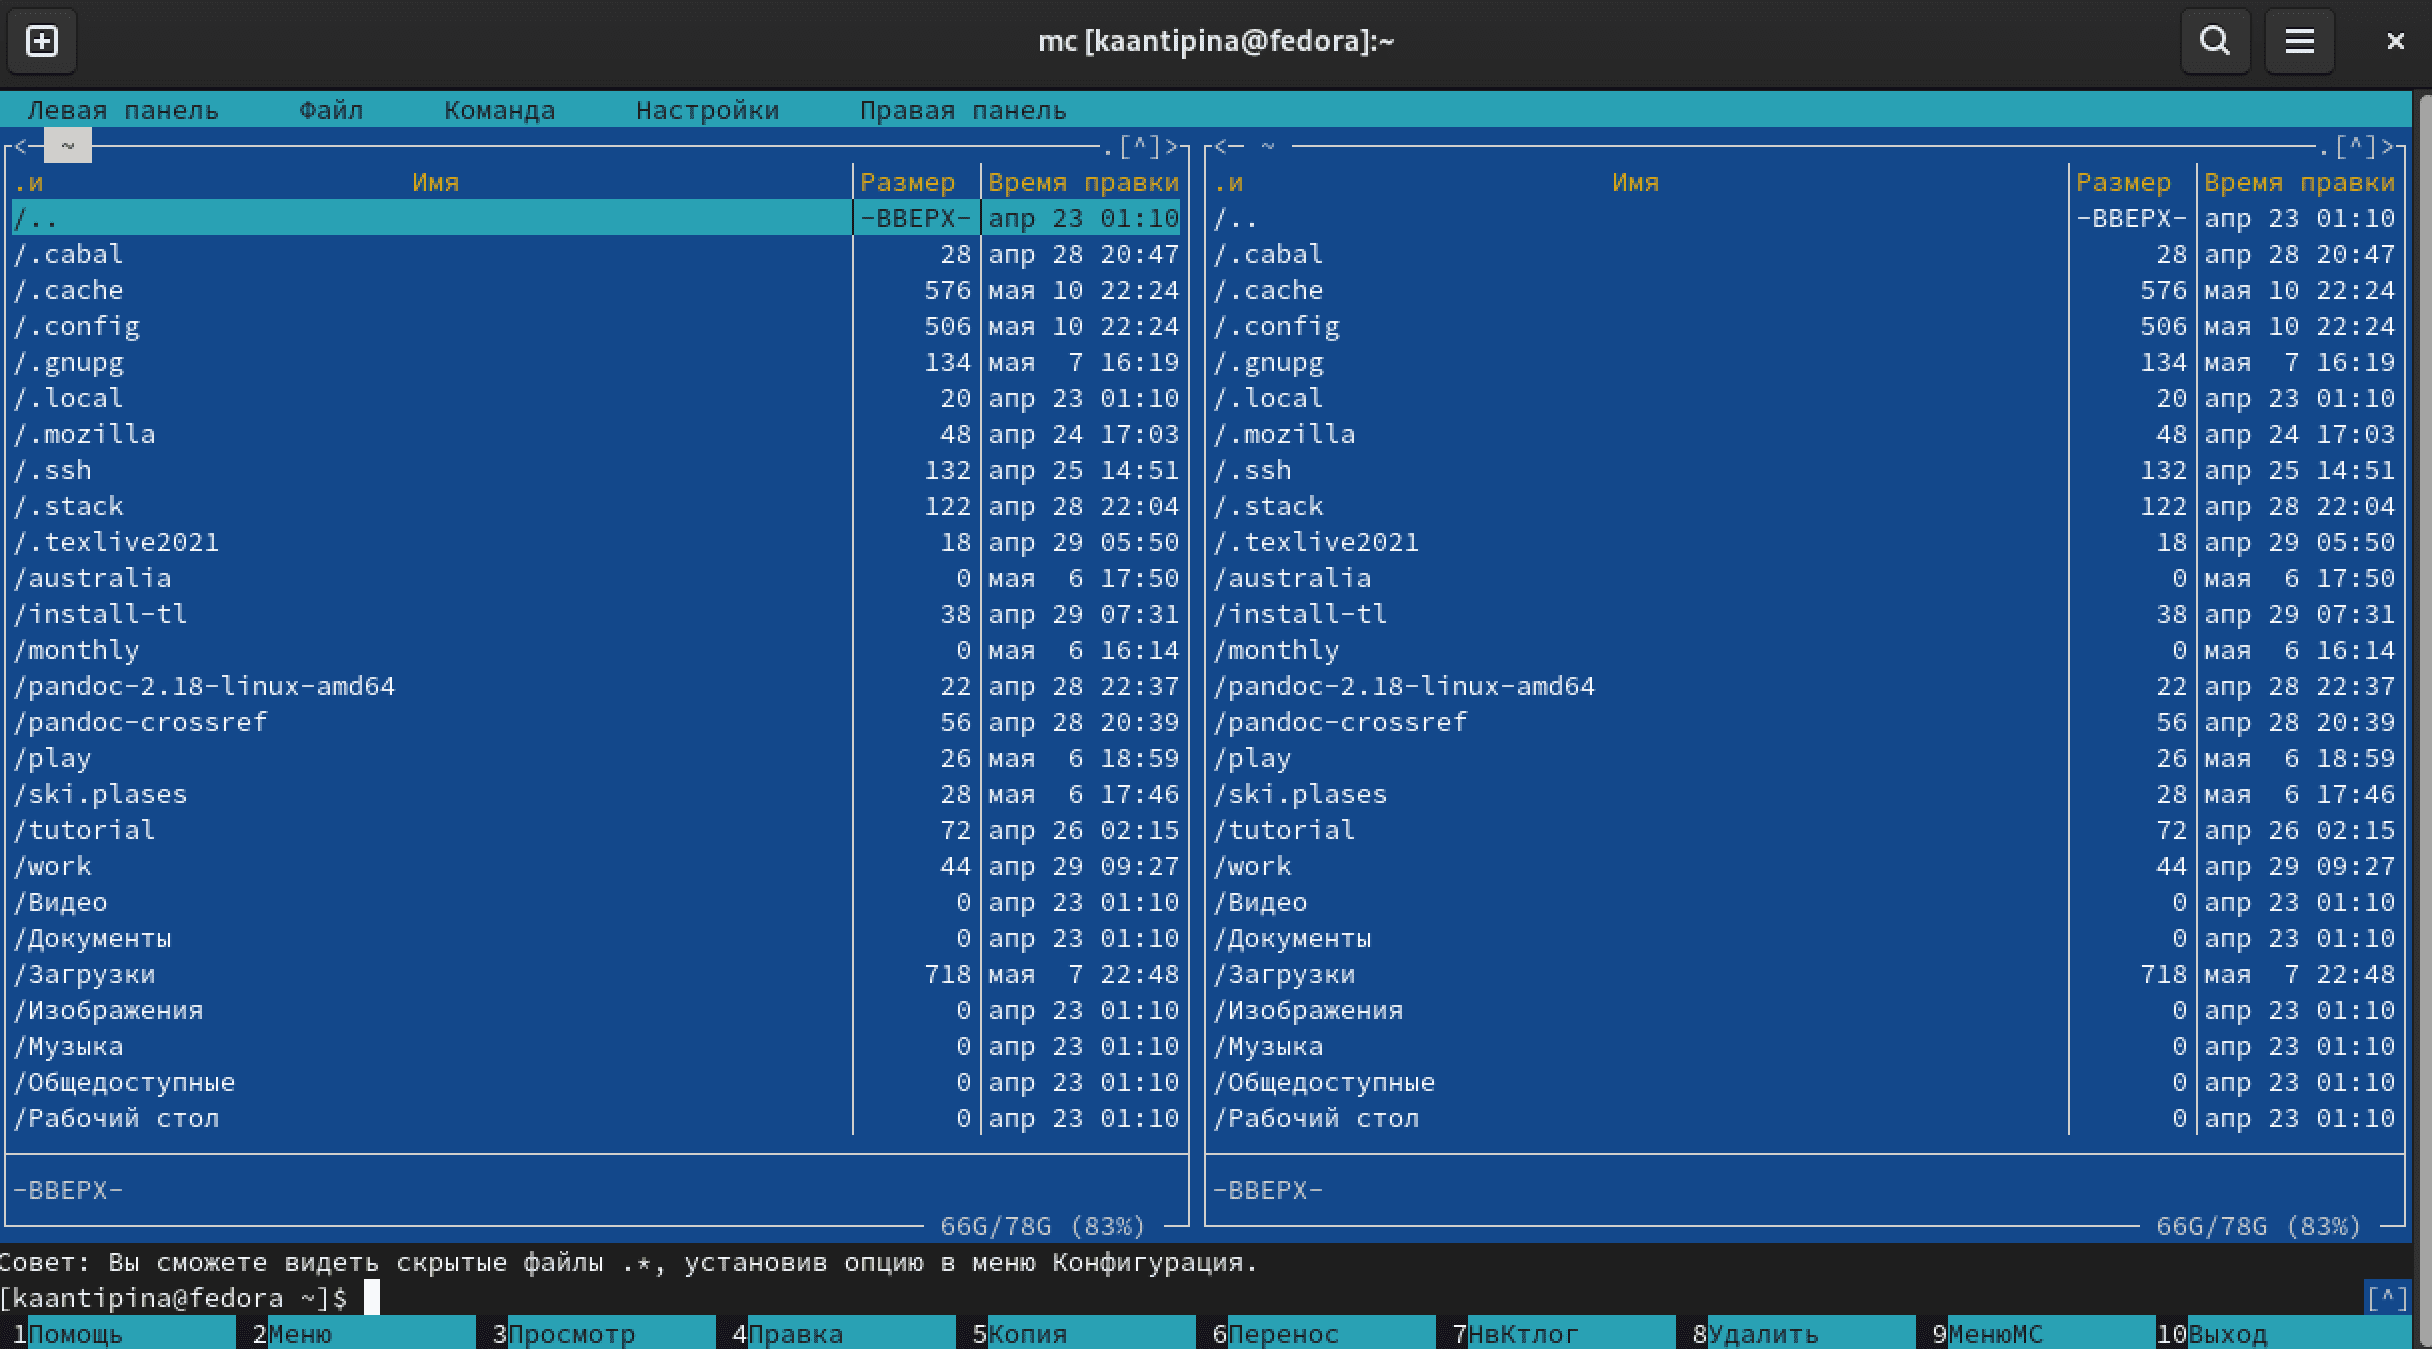 mc [kaantipina@fedora]:~
Левая панель Файл Команда Настройки Правая панель
<- ~ .[^]> <- ~ .[^]>
.и Имя Размер Время правки .и Имя Размер Время правки
/.. -ВВЕРХ- апр 23 01:10 /.. -ВВЕРХ- апр 23 01:10
/.cabal 28 апр 28 20:47 /.cabal 28 апр 28 20:47
/.cache 576 мая 10 22:24 /.cache 576 мая 10 22:24
/.config 506 мая 10 22:24 /.config 506 мая 10 22:24
/.gnupg 134 мая 7 16:19 /.gnupg 134 мая 7 16:19
/.local 20 апр 23 01:10 /.local 20 апр 23 01:10
/.mozilla 48 апр 24 17:03 /.mozilla 48 апр 24 17:03
/.ssh 132 апр 25 14:51 /.ssh 132 апр 25 14:51
/.stack 122 апр 28 22:04 /.stack 122 апр 28 22:04
/.texlive2021 18 апр 29 05:50 /.texlive2021 18 апр 29 05:50
/australia 0 мая 6 17:50 /australia 0 мая 6 17:50
/install-tl 38 апр 29 07:31 /install-tl 38 апр 29 07:31
/monthly 0 мая 6 16:14 /monthly 0 мая 6 16:14
/pandoc-2.18-linux-amd64 22 апр 28 22:37 /pandoc-2.18-linux-amd64 22 апр 28 22:37
/pandoc-crossref 56 апр 28 20:39 /pandoc-crossref 56 апр 28 20:39
/play 26 мая 6 18:59 /play 26 мая 6 18:59
/ski.plases 28 мая 6 17:46 /ski.plases 28 мая 6 17:46
/tutorial 72 апр 26 02:15 /tutorial 72 апр 26 02:15
/work 44 апр 29 09:27 /work 44 апр 29 09:27
/Видео 0 апр 23 01:10 /Видео 0 апр 23 01:10
/Документы 0 апр 23 01:10 /Документы 0 апр 23 01:10
/Загрузки 718 мая 7 22:48 /Загрузки 718 мая 7 22:48
/Изображения 0 апр 23 01:10 /Изображения 0 апр 23 01:10
/Музыка 0 апр 23 01:10 /Музыка 0 апр 23 01:10
/Общедоступные 0 апр 23 01:10 /Общедоступные 0 апр 23 01:10
/Рабочий стол 0 апр 23 01:10 /Рабочий стол 0 апр 23 01:10
-ВВЕРХ- -ВВЕРХ-
66G/78G (83%) 66G/78G (83%)
Совет: Вы сможете видеть скрытые файлы .*, установив опцию в меню Конфигурация.
[kaantipina@fedora ~]$ [^]
1Помощь 2Меню 3Просмотр 4Правка 5Копия 6Перенос 7НвКтлог 8Удалить 9МенюМС 10Выход